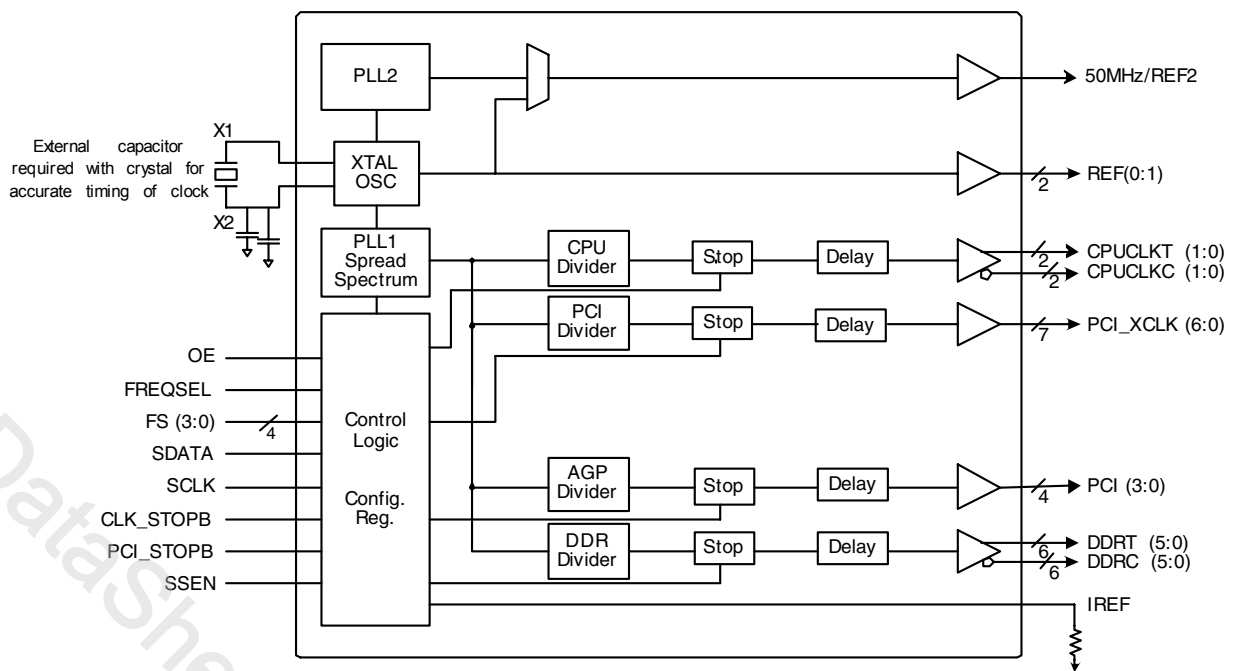 PLL2
50MHz/REF2
X1
External capacitor
required with crystal for
accurate timing of clock
X2
XTAL
OSC
REF(0:1)
2
PLL1
Spread
Spectrum
CPU
Divider
Stop
Delay
CPUCLKT (1:0)
2
CPUCLKC (1:0)
2
PCI
Divider
Stop
Delay
PCI_XCLK (6:0)
7
OE
FREQSEL
FS (3:0)
4
SDATA
SCLK
CLK_STOPB
PCI_STOPB
SSEN
Control
Logic
Config.
Reg.
AGP
Divider
Stop
Delay
PCI (3:0)
4
DDR
Divider
Stop
Delay
DDRT (5:0)
6
DDRC (5:0)
6
IREF
DataShe